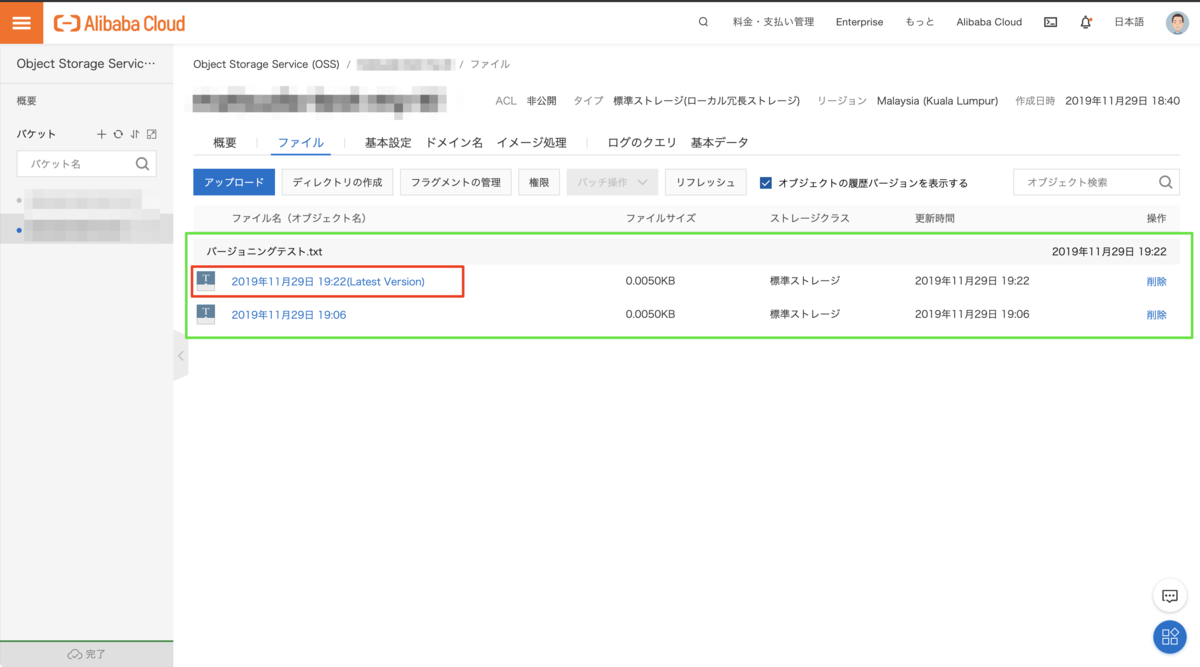 Alibaba Cloud
料金・支払い管理 Enterprise もっと Alibaba Cloud 日本語
Object Storage Servic···
概要
バケット
バケット名
完了
Object Storage Service (OSS) / / ファイル
ACL 非公開 タイプ 標準ストレージ(ローカル冗長ストレージ) リージョン Malaysia (Kuala Lumpur) 作成日時 2019年11月29日 18:40
概要 ファイル 基本設定 ドメイン名 イメージ処理 ログのクエリ 基本データ
アップロード ディレクトリの作成 フラグメントの管理 権限 バッチ操作 リフレッシュ オブジェクトの履歴バージョンを表示する オブジェクト検索
ファイル名（オブジェクト名） ファイルサイズ ストレージクラス 更新時間 操作
バージョニングテスト.txt 2019年11月29日 19:22
2019年11月29日 19:22(Latest Version) 0.0050KB 標準ストレージ 2019年11月29日 19:22 削除
2019年11月29日 19:06 0.0050KB 標準ストレージ 2019年11月29日 19:06 削除